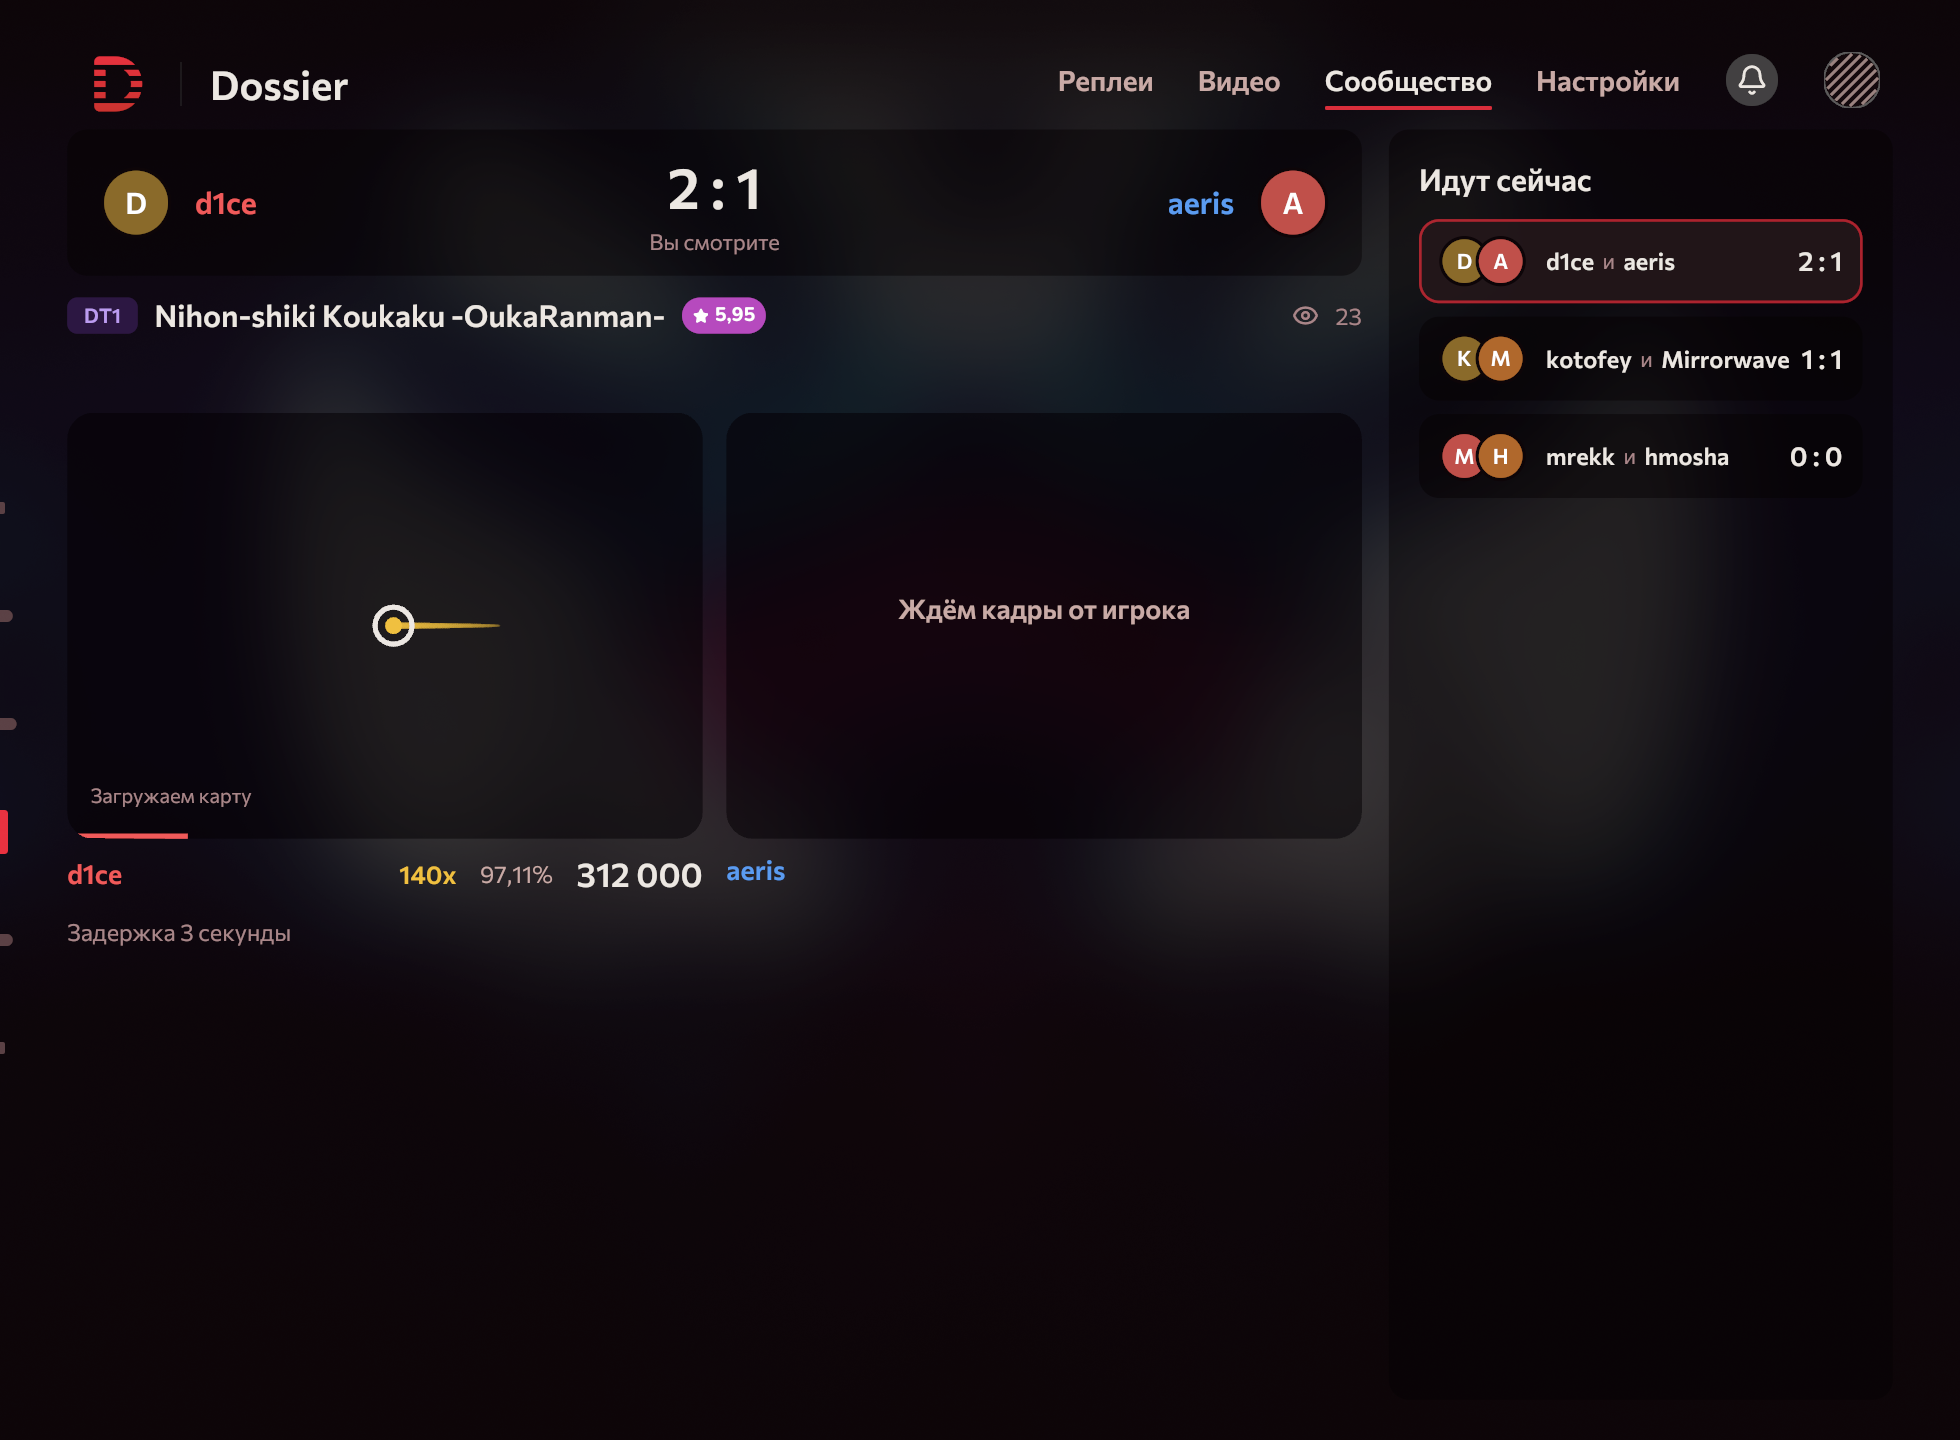 Dossier
Реплеи
Видео
Сообщество
Настройки
D
d1ce
2:1
Вы смотрите
aeris
A
DT1
Nihon-shiki Koukaku -OukaRanman-
5,95
23
Загружаем карту
Ждём кадры от игрока
d1ce
140x
97,11%
312 000
aeris
Задержка 3 секунды
Идут сейчас
D A d1ce и aeris 2:1
K M kotofey и Mirrorwave 1:1
M H mrekk и hmosha 0:0